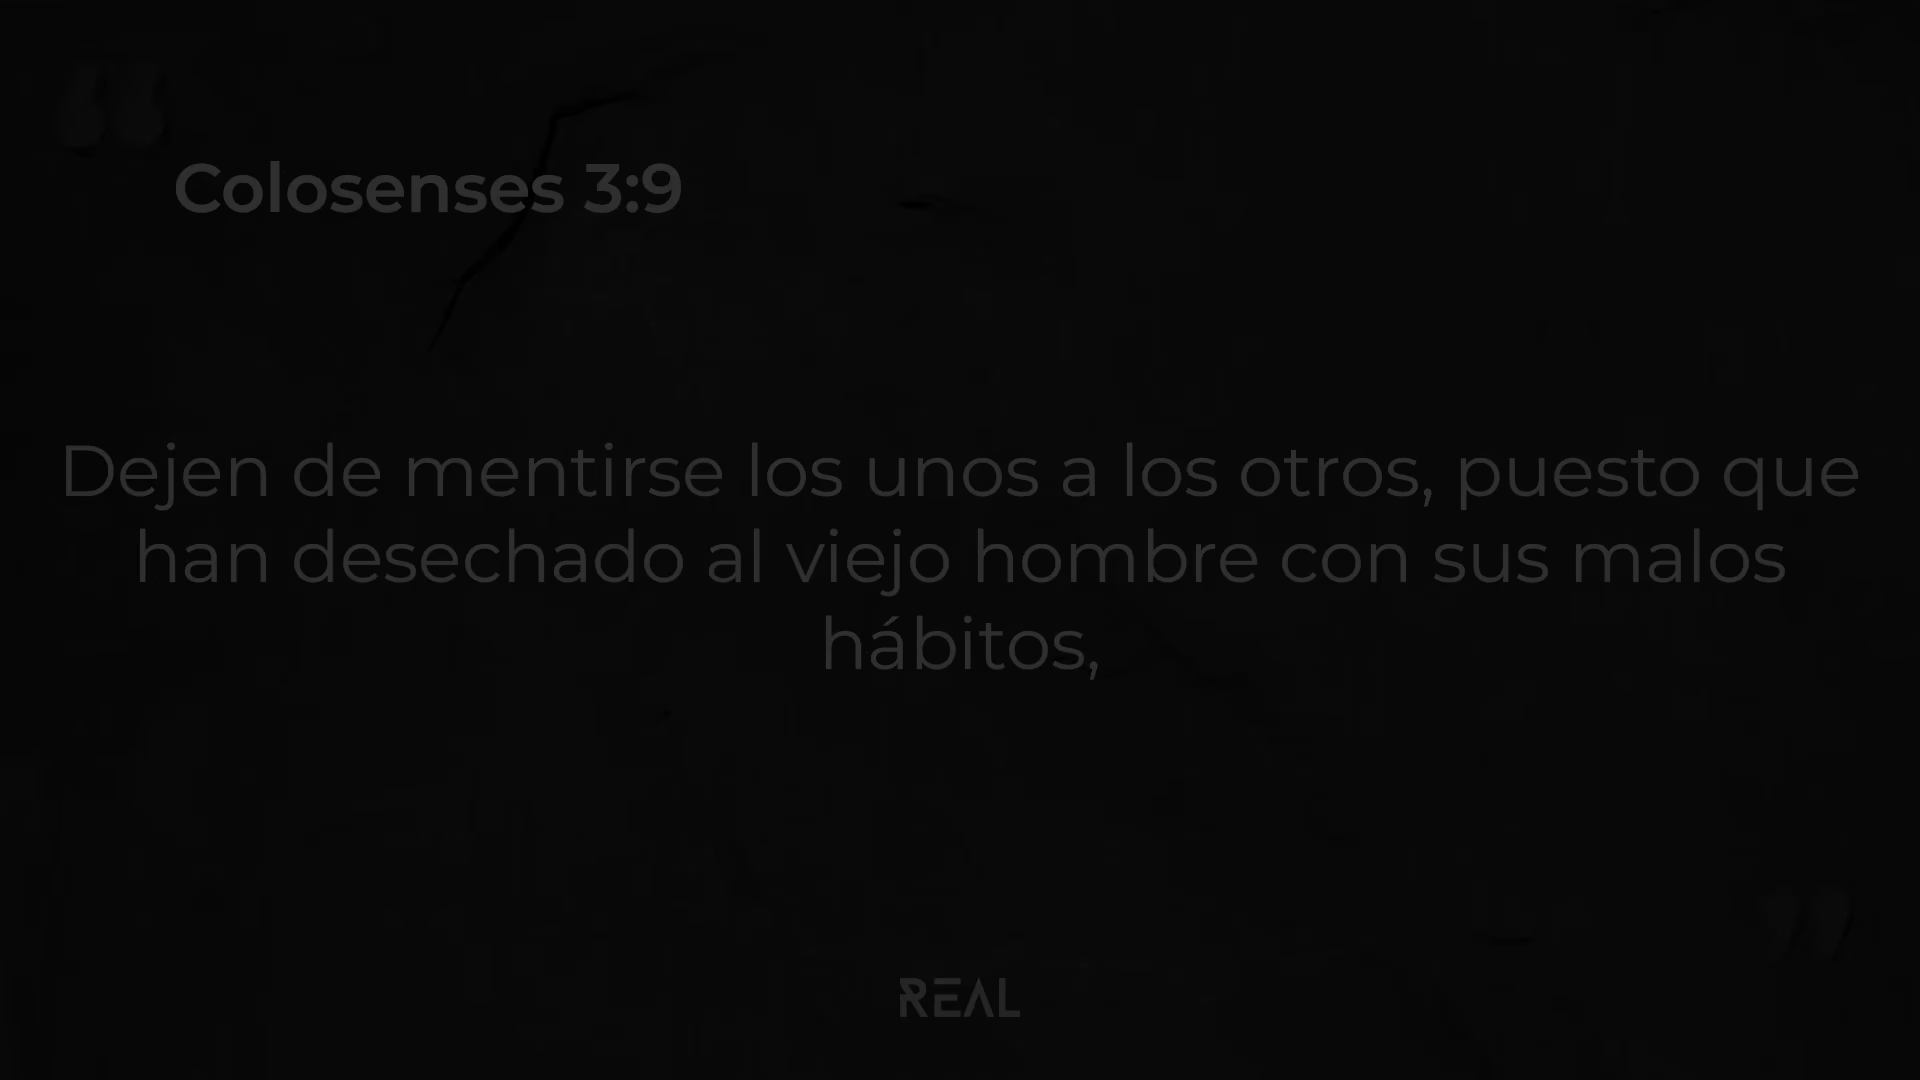 “
Colosenses 3:9
Dejen de mentirse los unos a los otros, puesto que
han desechado al viejo hombre con sus malos
hábitos,
”
REAL